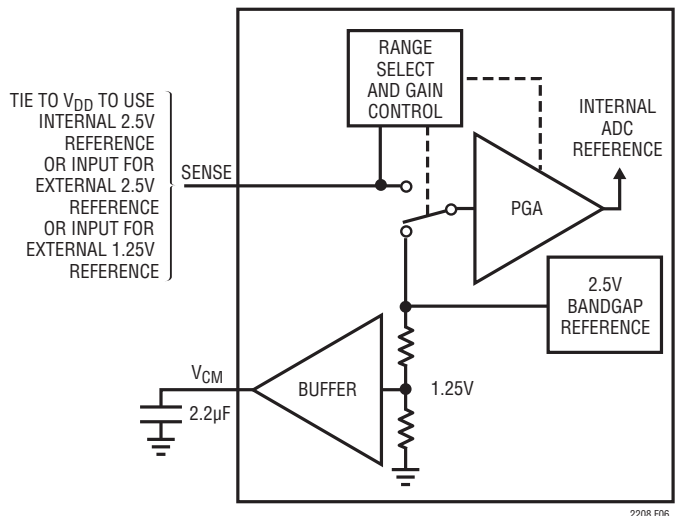 RANGE
SELECT
AND GAIN
CONTROL
TIE TO VDD TO USE
INTERNAL 2.5V
REFERENCE
OR INPUT FOR
EXTERNAL 2.5V
REFERENCE
OR INPUT FOR
EXTERNAL 1.25V
REFERENCE
SENSE
INTERNAL
ADC
REFERENCE
PGA
2.5V
BANDGAP
REFERENCE
VCM
BUFFER
1.25V
2.2µF
2208 F06